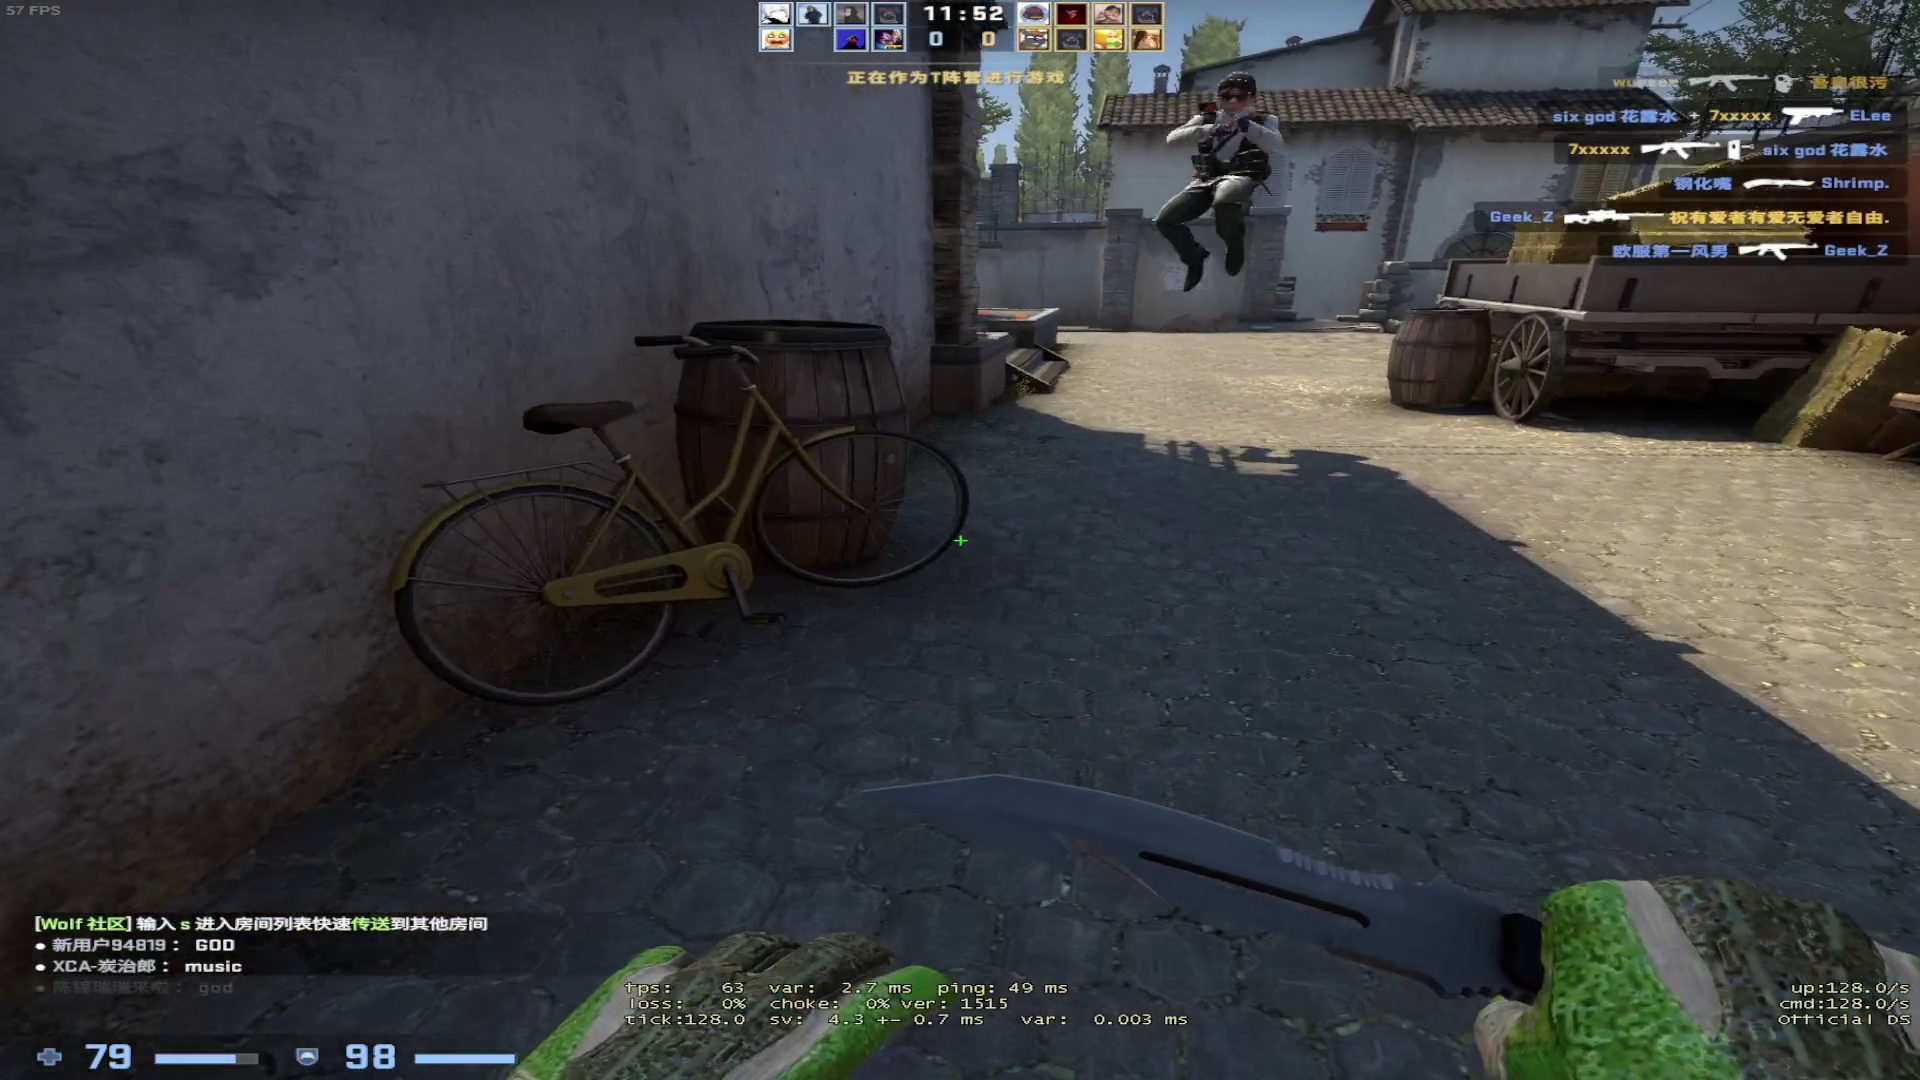 57 FPS
11:52
0 0
正在作为T阵营进行游戏
吾皇很污
six god 花露水 + 7xxxxx ELee
7xxxxx six god 花露水
钢化嘴 Shrimp.
Geek_Z 祝有爱者有爱无爱者自由.
欧服第一风男 Geek_Z
[Wolf 社区] 输入 s 进入房间列表快速传送到其他房间
● 新用户94819： GOD
● XCA-炭治郎： music
god
fps: 63 var: 2.7 ms ping: 49 ms
loss: 0% choke: 0% ver: 1515
tick:128.0 sv: 4.3 +- 0.7 ms var: 0.003 ms
up:128.0/s
cmd:128.0/s
official DS
79 98